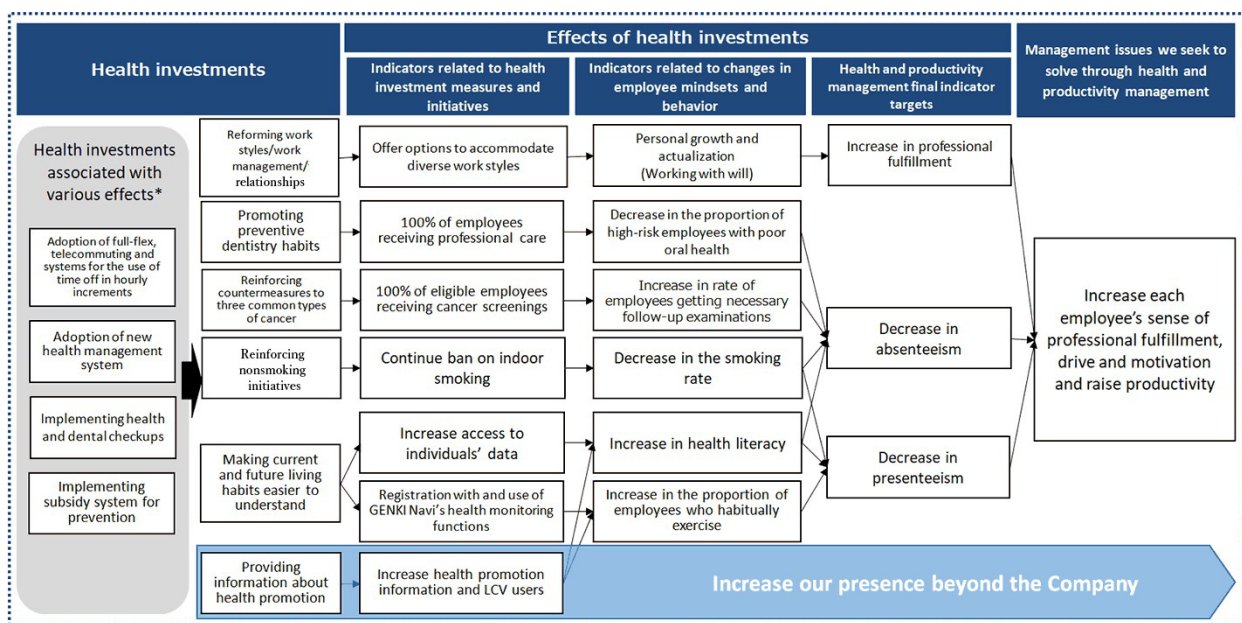 Health investments
Effects of health investments
Management issues we seek to
solve through health and
productivity management
Indicators related to health
investment measures and
initiatives
Indicators related to changes in
employee mindsets and
behavior
Health and productivity
management final indicator
targets
Health investments
associated with
various effects*
Adoption of full-flex,
telecommuting and
systems for the use of
time off in hourly
increments
Adoption of new
health management
system
Implementing health
and dental checkups
Implementing
subsidy system for
prevention
Reforming work
styles/work
management/
relationships
Offer options to accommodate
diverse work styles
Personal growth and
actualization
(Working with will)
Increase in professional
fulfillment
Promoting
preventive
dentistry habits
100% of employees
receiving professional care
Decrease in the proportion of
high-risk employees with poor
oral health
Reinforcing
countermeasures to
three common types of
cancer
100% of eligible employees
receiving cancer screenings
Increase in rate of
employees getting necessary
follow-up examinations
Decrease in
absenteeism
Reinforcing
nonsmoking
initiatives
Continue ban on indoor
smoking
Decrease in the smoking
rate
Making current
and future living
habits easier to
understand
Increase access to
individuals' data
Increase in health literacy
Decrease in
presenteeism
Registration with and use of
GENKI Navi's health monitoring
functions
Increase in the proportion of
employees who habitually
exercise
Increase each
employee's sense of
professional fulfillment,
drive and motivation
and raise productivity
Providing
information about
health promotion
Increase health promotion
information and LCV users
Increase our presence beyond the Company